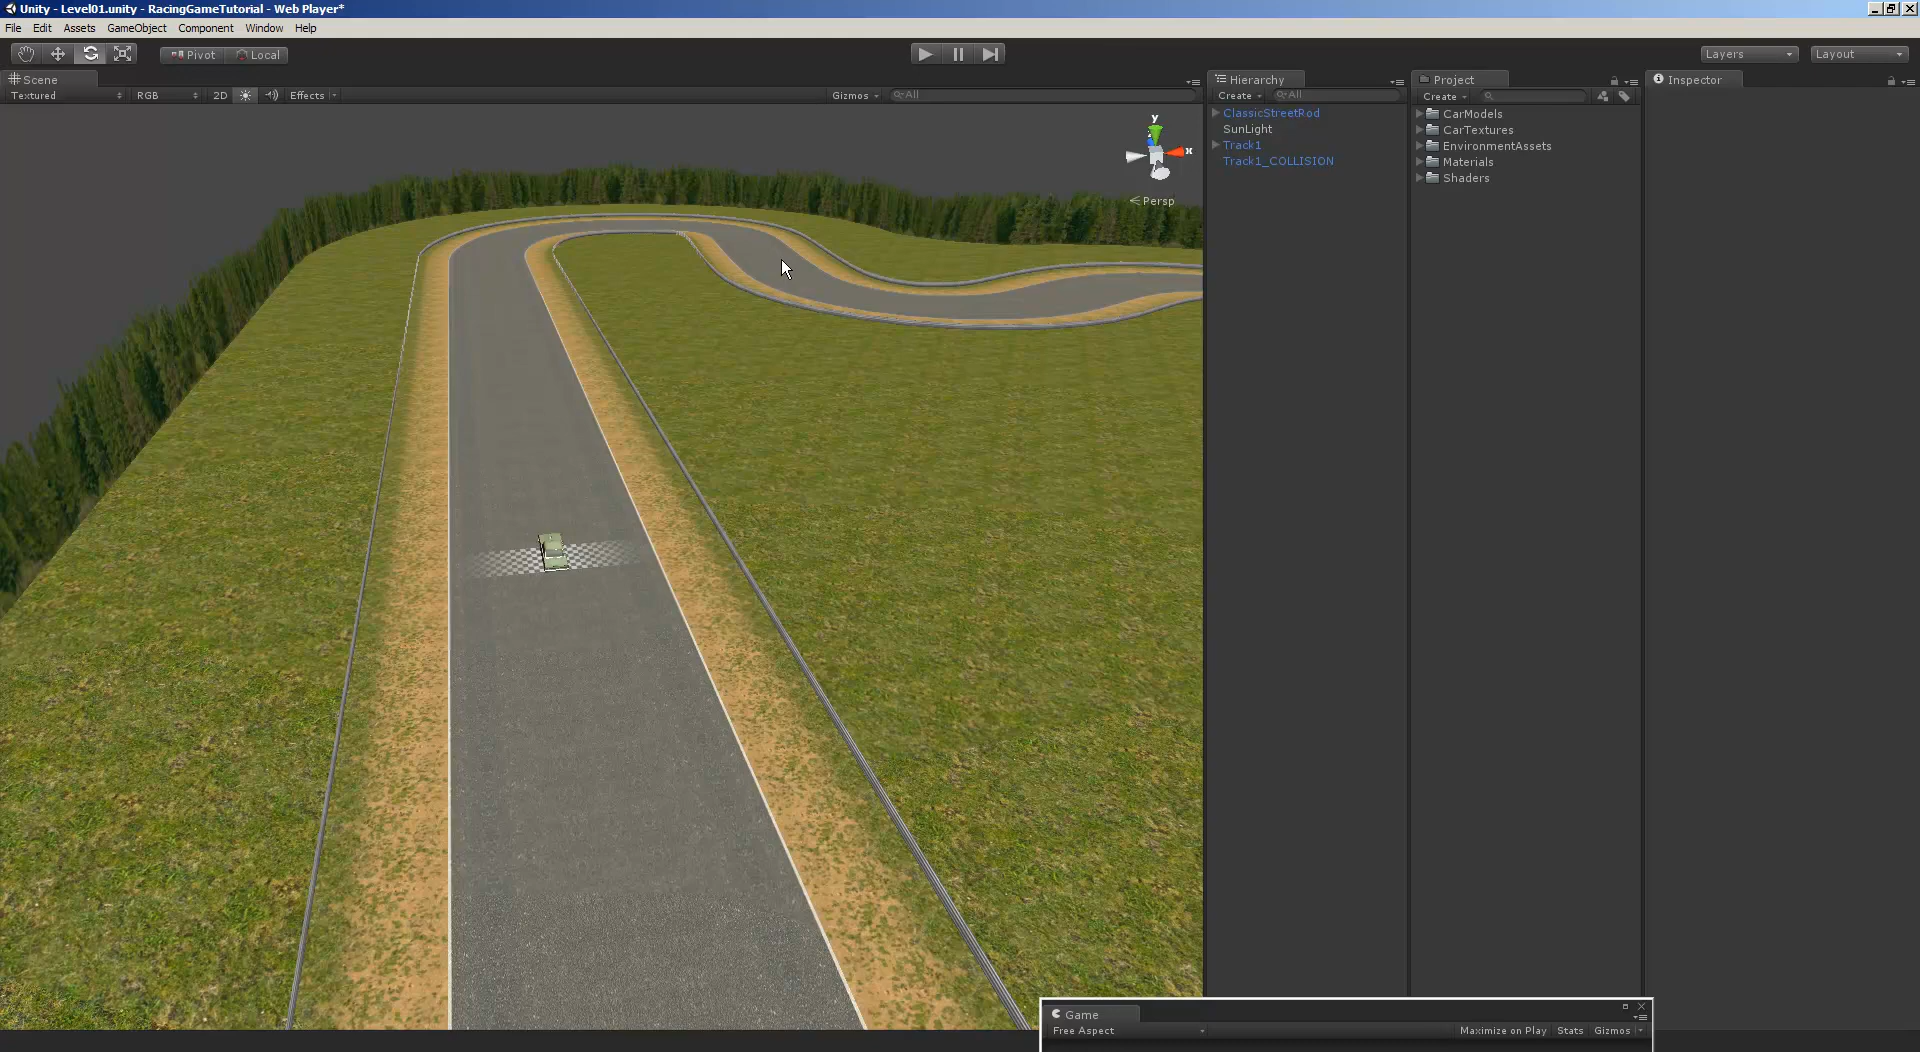 Unity - Level01.unity - RacingGameTutorial - Web Player*
File Edit Assets GameObject Component Window Help
Pivot Local Layers Layout
Scene Hierarchy Project Inspector
Textured RGB 2D Effects Gizmos All Create All Create
ClassicStreetRod
SunLight
Track1
Track1_COLLISION
CarModels
CarTextures
EnvironmentAssets
Materials
Shaders
y
x
Persp
Game
Free Aspect Maximize on Play Stats Gizmos